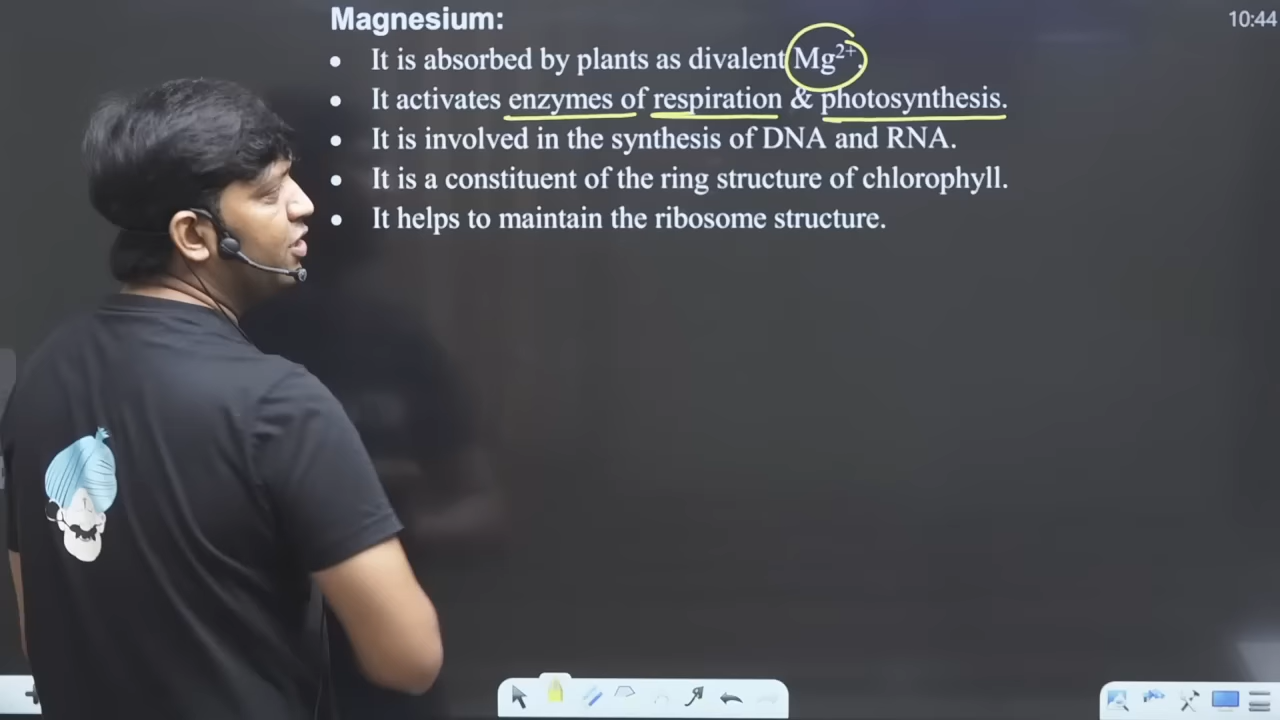 Magnesium:
10:44
• It is absorbed by plants as divalent Mg²⁺.
• It activates enzymes of respiration & photosynthesis.
• It is involved in the synthesis of DNA and RNA.
• It is a constituent of the ring structure of chlorophyll.
• It helps to maintain the ribosome structure.